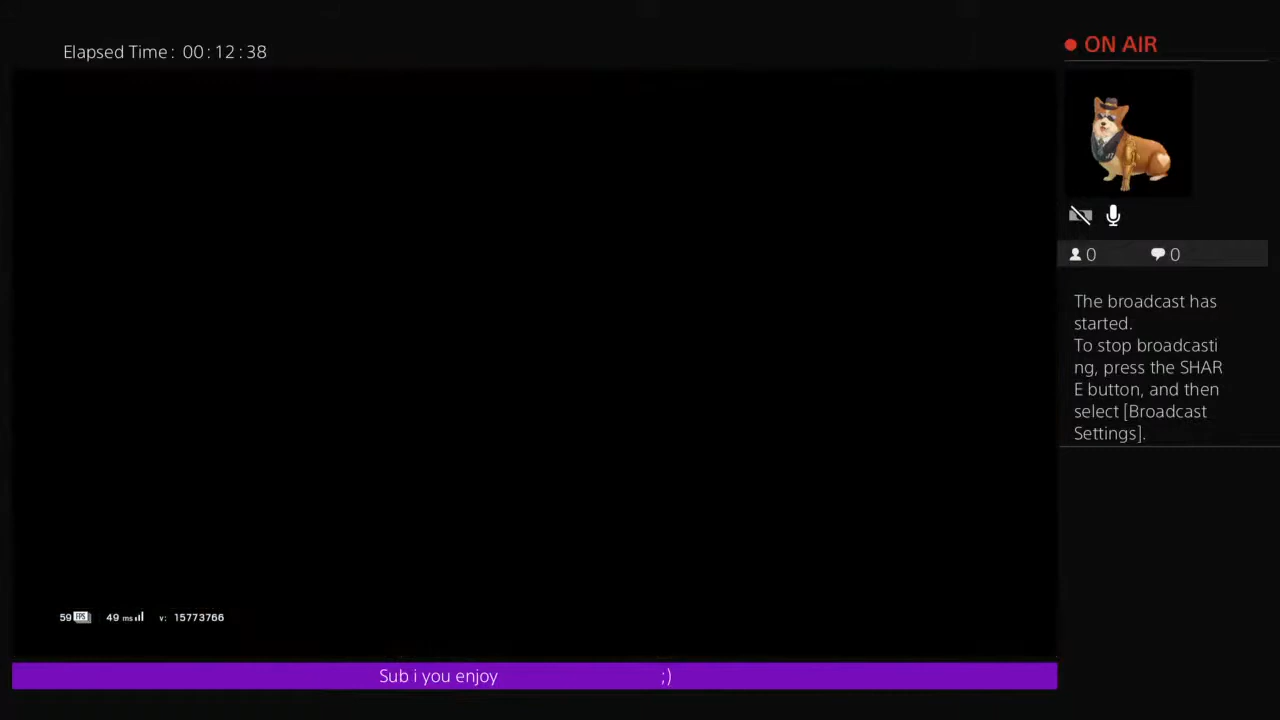 Elapsed Time: 00:12:38
ON AIR
0 0
The broadcast has
started.
To stop broadcasti
ng, press the SHAR
E button, and then
select [Broadcast
Settings].
59 FPS 49 ms v: 15773766
Sub i you enjoy ;)